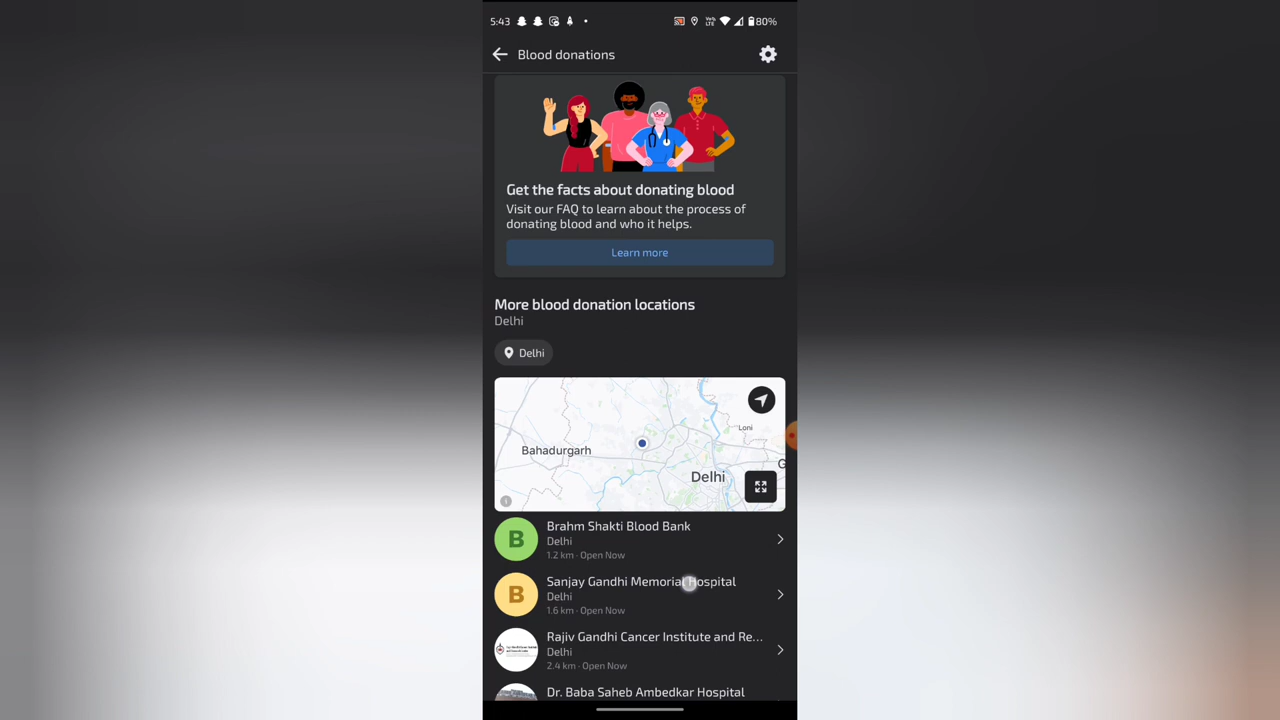 5:43
VoWi LTE 80%
Blood donations
Get the facts about donating blood
Visit our FAQ to learn about the process of
donating blood and who it helps.
Learn more
More blood donation locations
Delhi
Delhi
Loni
Bahadurgarh
G
Delhi
B
Brahm Shakti Blood Bank
Delhi
1.2 km · Open Now
B
Sanjay Gandhi Memorial Hospital
Delhi
1.6 km · Open Now
Rajiv Gandhi Cancer Institute and Re...
Delhi
2.4 km · Open Now
Dr. Baba Saheb Ambedkar Hospital